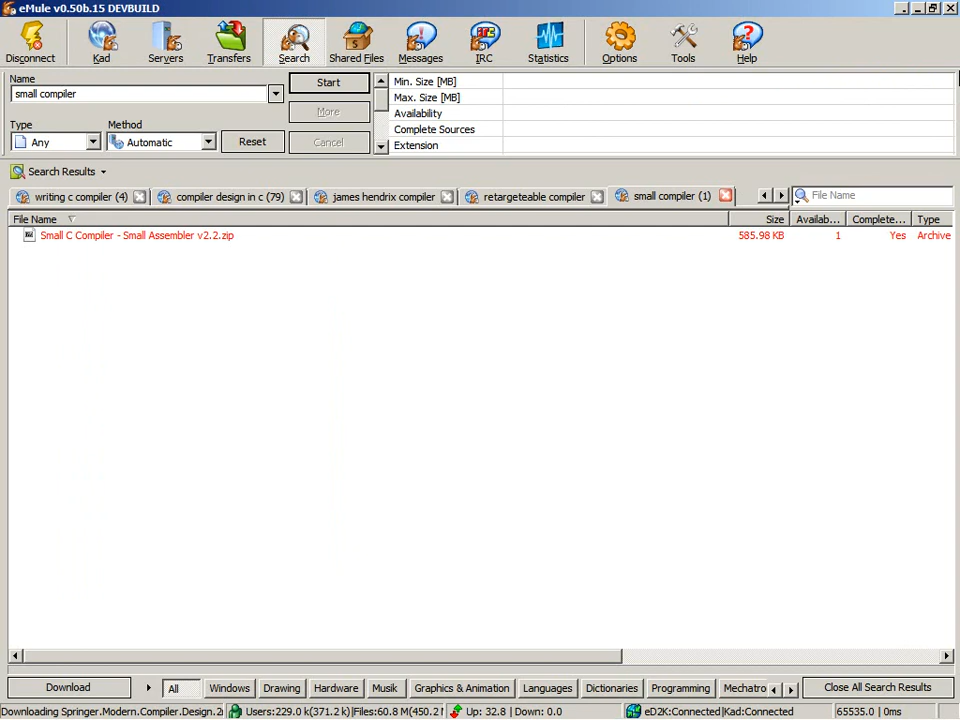 eMule v0.50b.15 DEVBUILD
Disconnect Kad Servers Transfers Search Shared Files Messages IRC Statistics Options Tools Help
Name
small compiler
Start
More
Cancel
Type Method
Any Automatic Reset
Min. Size [MB]
Max. Size [MB]
Availability
Complete Sources
Extension
Search Results
writing c compiler (4) compiler design in c (79) james hendrix compiler retargeteable compiler small compiler (1) File Name
File Name Size Availab... Complete... Type
Small C Compiler - Small Assembler v2.2.zip 585.98 KB 1 Yes Archive
Download All Windows Drawing Hardware Musik Graphics & Animation Languages Dictionaries Programming Mechatro Close All Search Results
Downloading Springer.Modern.Compiler.Design.2 Users:229.0 k(371.2 k)|Files:60.8 M(450.2 Up: 32.8 | Down: 0.0 eD2K:Connected|Kad:Connected 65535.0 | 0ms